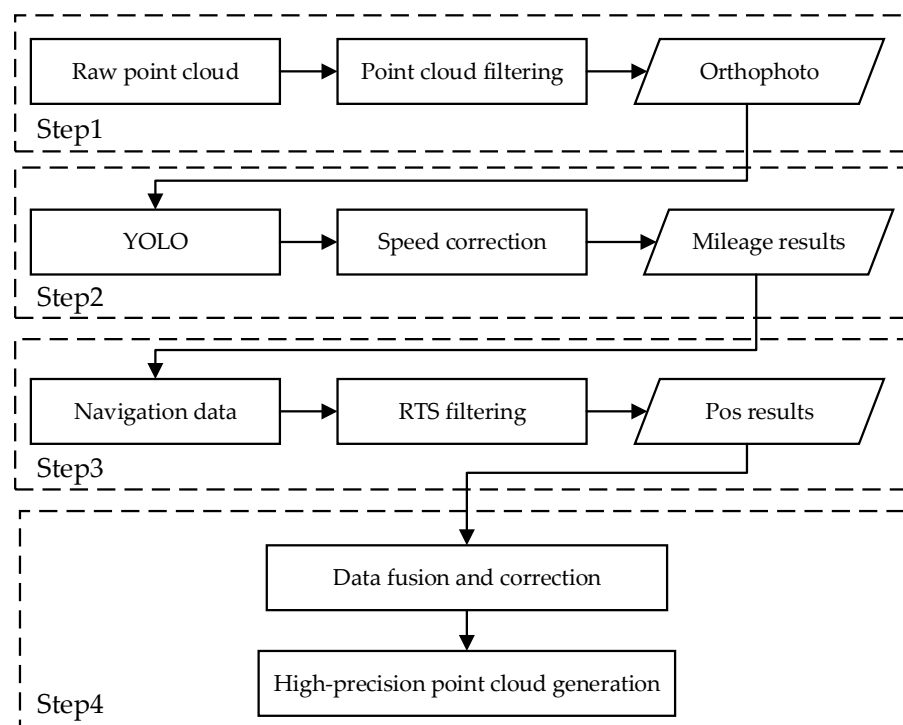 Raw point cloud
Point cloud filtering
Orthophoto
Step1
YOLO
Speed correction
Mileage results
Step2
Navigation data
RTS filtering
Pos results
Step3
Data fusion and correction
High-precision point cloud generation
Step4